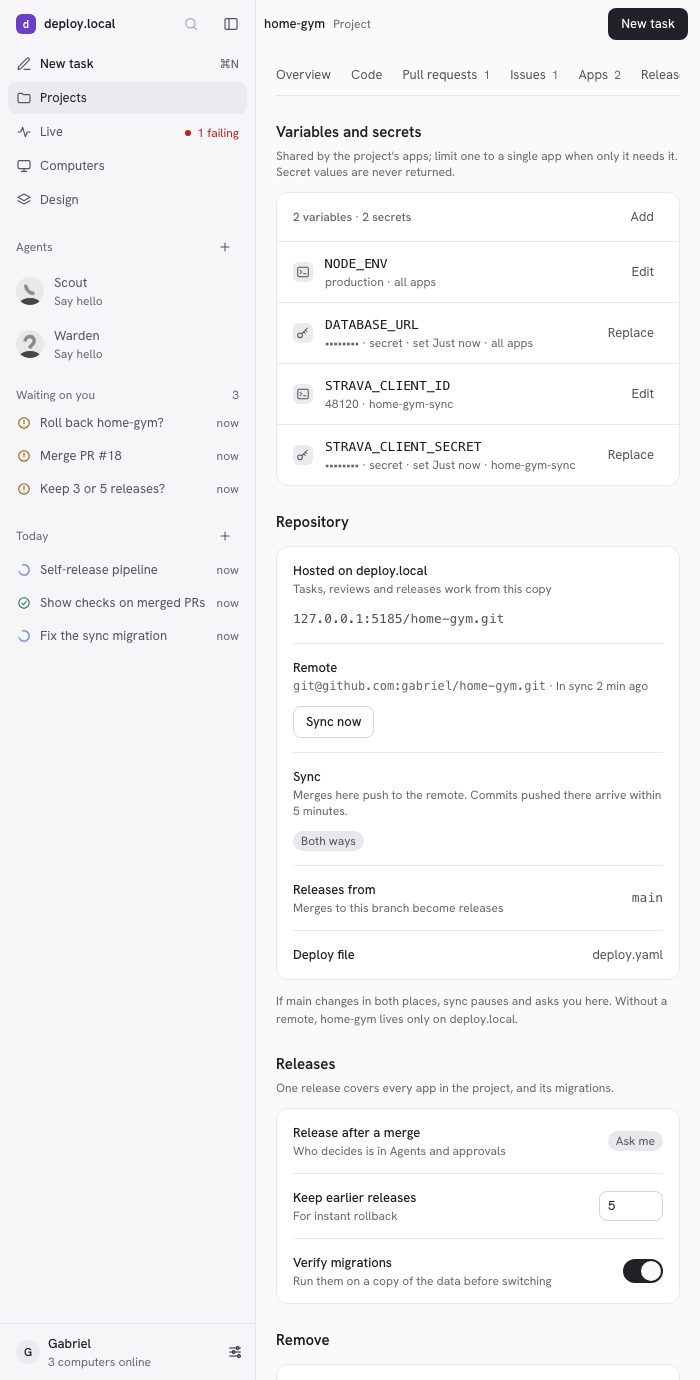 d deploy.local
New task ⌘N
Projects
Live 1 failing
Computers
Design
Agents
Scout
Say hello
Warden
Say hello
Waiting on you 3
Roll back home-gym? now
Merge PR #18 now
Keep 3 or 5 releases? now
Today
Self-release pipeline now
Show checks on merged PRs now
Fix the sync migration now
G Gabriel
3 computers online
home-gym Project New task
Overview Code Pull requests 1 Issues 1 Apps 2 Releas
Variables and secrets
Shared by the project's apps; limit one to a single app when only it needs it.
Secret values are never returned.
2 variables · 2 secrets Add
NODE_ENV
production · all apps
Edit
DATABASE_URL
•••••••• · secret · set Just now · all apps
Replace
STRAVA_CLIENT_ID
48120 · home-gym-sync
Edit
STRAVA_CLIENT_SECRET
•••••••• · secret · set Just now · home-gym-sync
Replace
Repository
Hosted on deploy.local
Tasks, reviews and releases work from this copy
127.0.0.1:5185/home-gym.git
Remote
git@github.com:gabriel/home-gym.git · In sync 2 min ago
Sync now
Sync
Merges here push to the remote. Commits pushed there arrive within
5 minutes.
Both ways
Releases from
Merges to this branch become releases
main
Deploy file deploy.yaml
If main changes in both places, sync pauses and asks you here. Without a
remote, home-gym lives only on deploy.local.
Releases
One release covers every app in the project, and its migrations.
Release after a merge
Who decides is in Agents and approvals
Ask me
Keep earlier releases
For instant rollback
5
Verify migrations
Run them on a copy of the data before switching
Remove